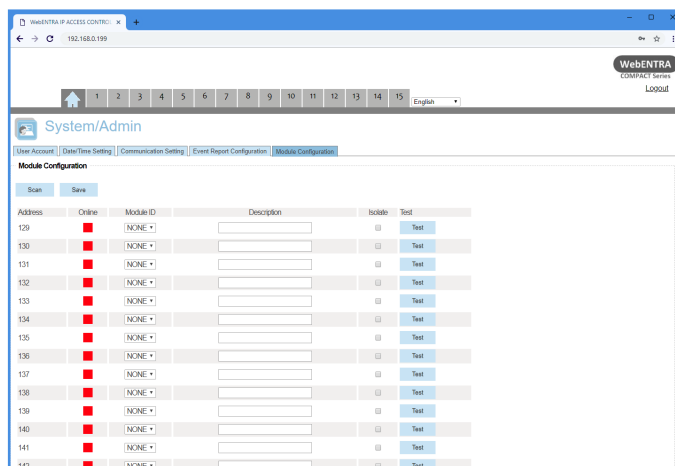 WebENTRA IP ACCESS CONTROL
192.168.0.199
WebENTRA
COMPACT Series
Logout
1 2 3 4 5 6 7 8 9 10 11 12 13 14 15 English
System/Admin
User Account Date/Time Setting Communication Setting Event Report Configuration Module Configuration
Module Configuration
Scan Save
Address Online Module ID Description Isolate Test
129 NONE Test
130 NONE Test
131 NONE Test
132 NONE Test
133 NONE Test
134 NONE Test
135 NONE Test
136 NONE Test
137 NONE Test
138 NONE Test
139 NONE Test
140 NONE Test
141 NONE Test
142 NONE Test